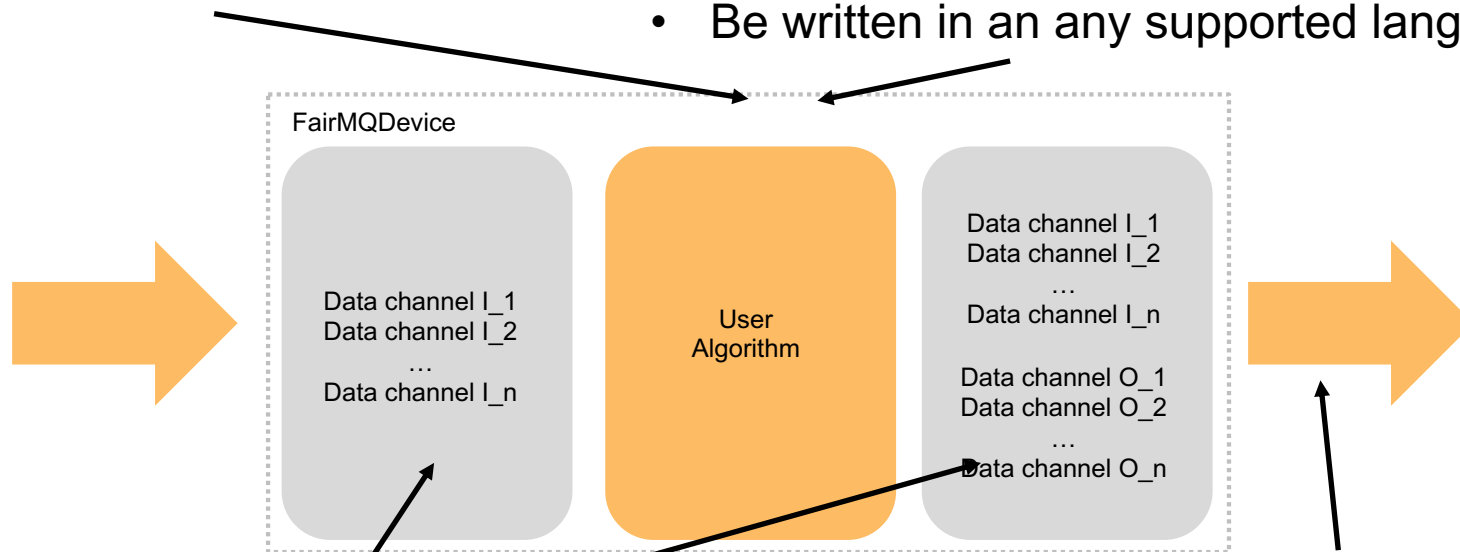 • Be written in an any supported lang
FairMQDevice
Data channel I_1
Data channel I_2
…
Data channel I_n
User
Algorithm
Data channel I_1
Data channel I_2
…
Data channel I_n
Data channel O_1
Data channel O_2
…
Data channel O_n